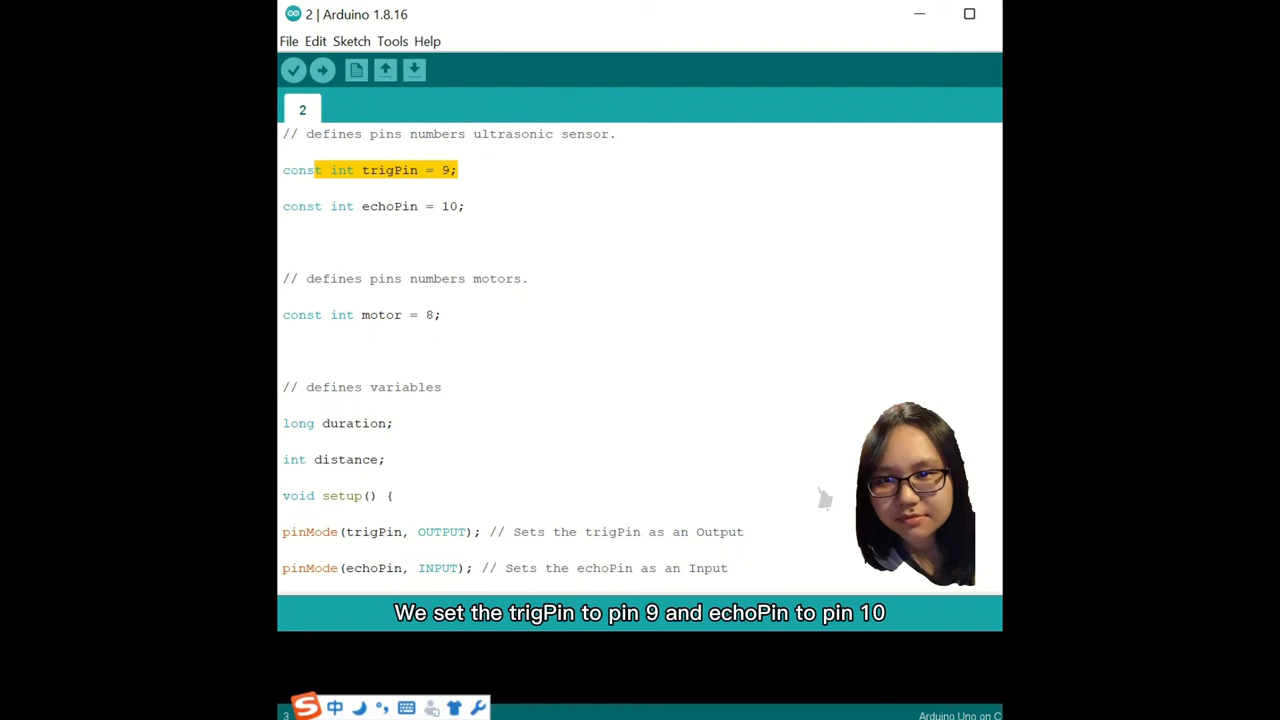 2 | Arduino 1.8.16
File Edit Sketch Tools Help
2
// defines pins numbers ultrasonic sensor.
const int trigPin = 9;
const int echoPin = 10;
// defines pins numbers motors.
const int motor = 8;
// defines variables
long duration;
int distance;
void setup() {
pinMode(trigPin, OUTPUT); // Sets the trigPin as an Output
pinMode(echoPin, INPUT); // Sets the echoPin as an Input
We set the trigPin to pin 9 and echoPin to pin 10
S 中
3
Arduino Uno on C